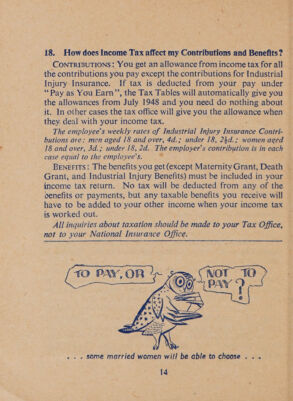 18. How does Income Tax affect my Contributions and Benefits?
CONTRIBUTIONS: You get an allowance from income tax for all
the contributions you pay except the contributions for Industrial
Injury Insurance. If tax is deducted from your pay under
"Pay as You Earn", the Tax Tables will automatically give you
the allowances from July 1948 and you need do nothing about
it. In other cases the tax office will give you the allowance when
they deal with your income tax.
The employee's weekly rates of Industrial Injury Insurance Contri-
butions are: men aged 18 and over, 4d.; under 18, 2½d.; women aged
18 and over, 3d.; under 18, 2d. The employer's contribution is in each
case equal to the employee's.
BENEFITS: The benefits you get (except Maternity Grant, Death
Grant, and Industrial Injury Benefits) must be included in your
income tax return. No tax will be deducted from any of the
benefits or payments, but any taxable benefits you receive will
have to be added to your other income when your income tax
is worked out.
All inquiries about taxation should be made to your Tax Office,
not to your National Insurance Office.
TO PAY, OR
NOT TO
PAY ?
. . . some married women will be able to choose . . .
14